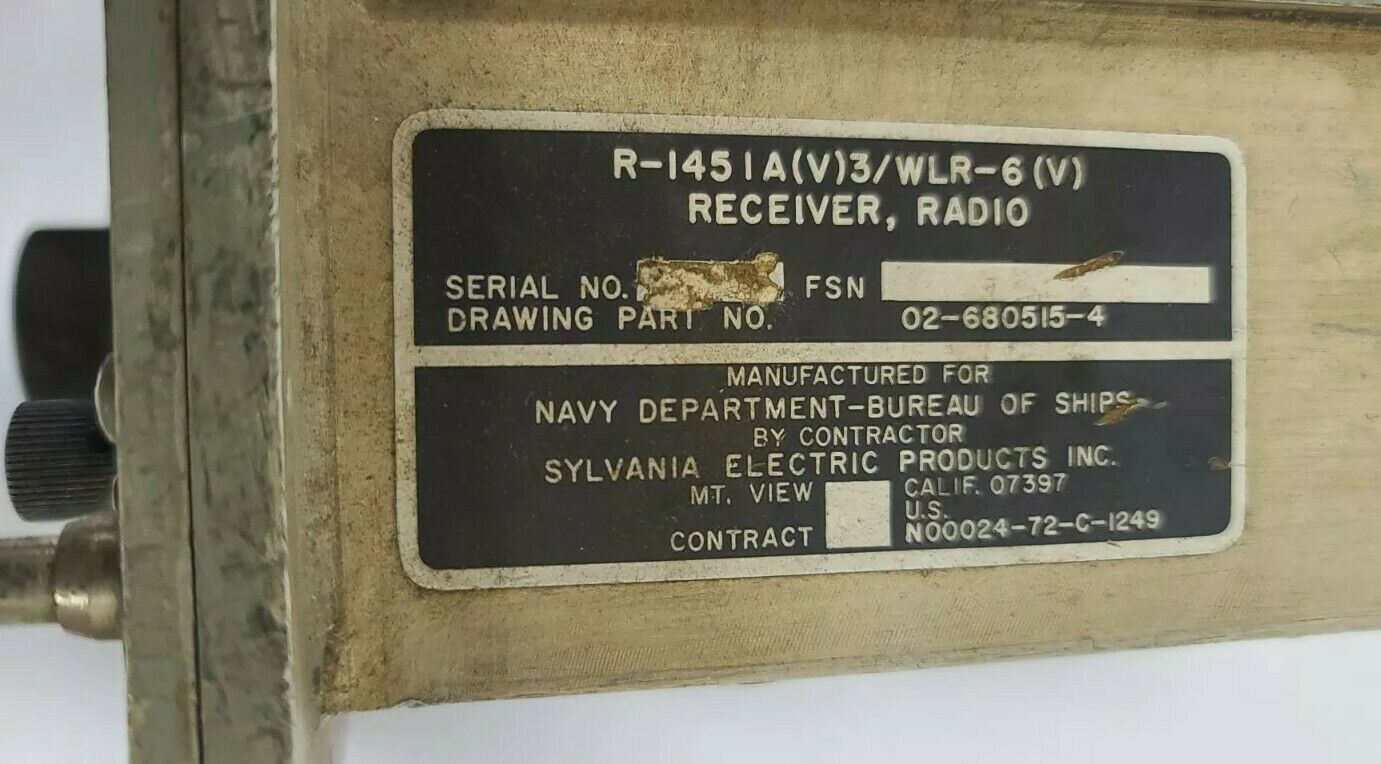 R-1451A(V)3/WLR-6(V)
RECEIVER, RADIO
SERIAL NO. FSN
DRAWING PART NO. 02-680515-4
MANUFACTURED FOR
NAVY DEPARTMENT-BUREAU OF SHIPS
BY CONTRACTOR
SYLVANIA ELECTRIC PRODUCTS INC.
MT. VIEW CALIF. 07397
U.S.
CONTRACT N00024-72-C-1249